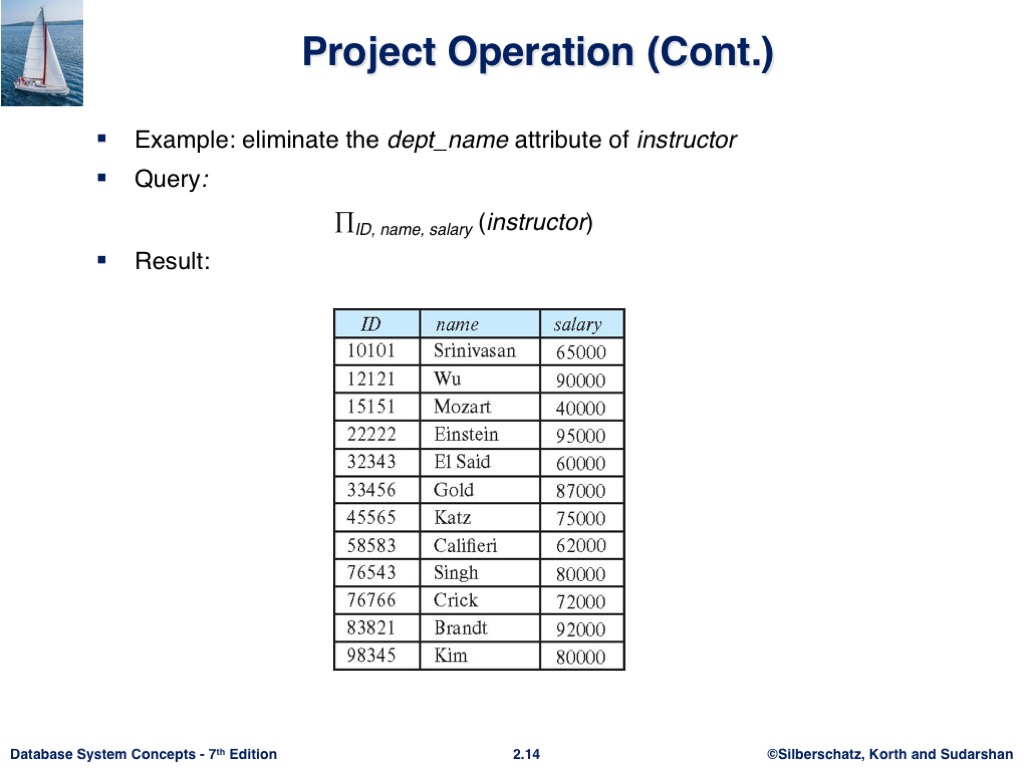 Project Operation (Cont.)
▪ Example: eliminate the dept_name attribute of instructor
▪ Query:
∏ID, name, salary (instructor)
▪ Result:
ID name salary
10101 Srinivasan 65000
12121 Wu 90000
15151 Mozart 40000
22222 Einstein 95000
32343 El Said 60000
33456 Gold 87000
45565 Katz 75000
58583 Califieri 62000
76543 Singh 80000
76766 Crick 72000
83821 Brandt 92000
98345 Kim 80000
Database System Concepts - 7th Edition 2.14 ©Silberschatz, Korth and Sudarshan